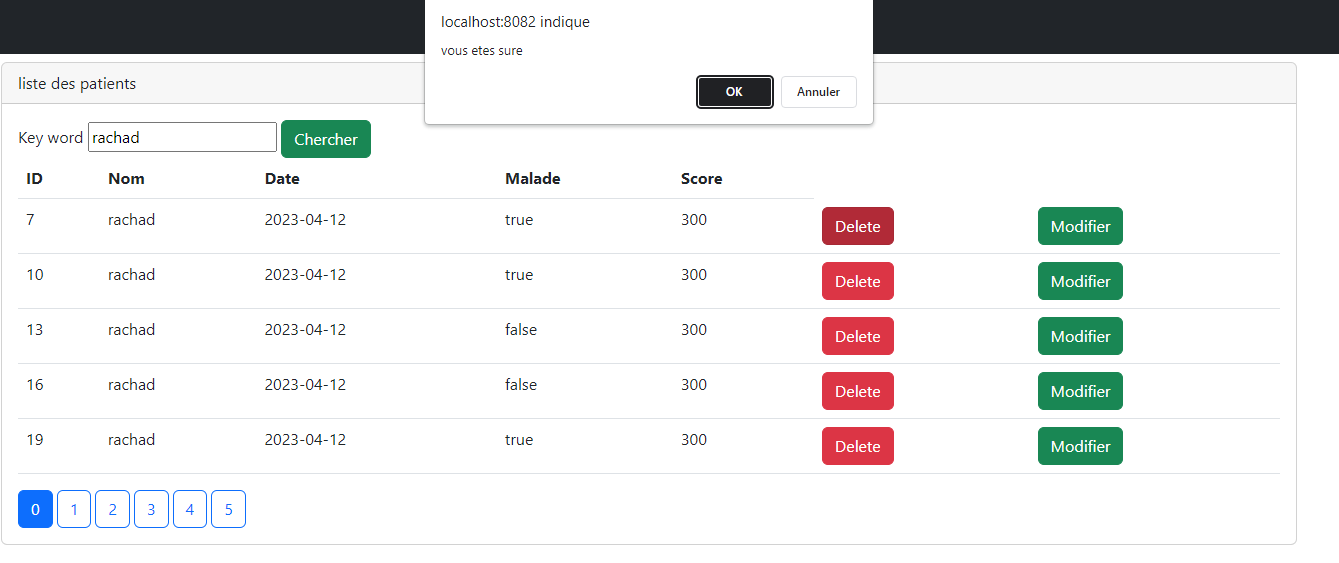 localhost:8082 indique
vous etes sure
OK Annuler
liste des patients
Key word rachad Chercher
ID Nom Date Malade Score
7 rachad 2023-04-12 true 300 Delete Modifier
10 rachad 2023-04-12 true 300 Delete Modifier
13 rachad 2023-04-12 false 300 Delete Modifier
16 rachad 2023-04-12 false 300 Delete Modifier
19 rachad 2023-04-12 true 300 Delete Modifier
0 1 2 3 4 5